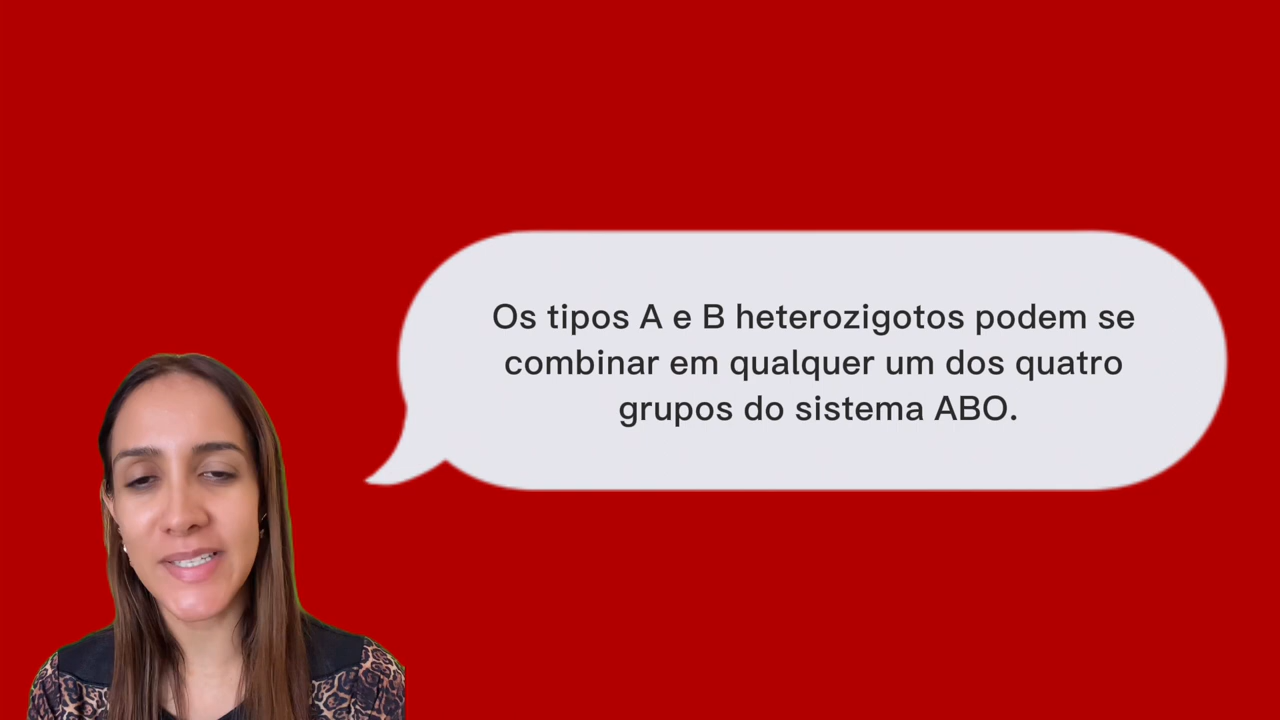 Os tipos A e B heterozigotos podem se
combinar em qualquer um dos quatro
grupos do sistema ABO.